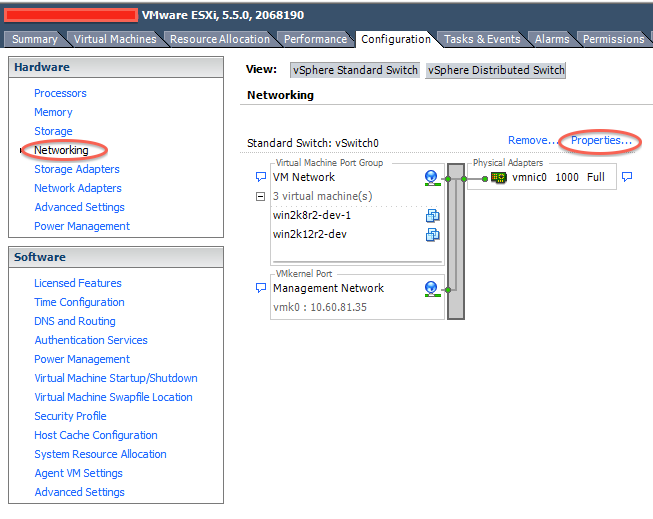 VMware ESXi, 5.5.0, 2068190
Summary Virtual Machines Resource Allocation Performance Configuration Tasks & Events Alarms Permissions
Hardware
Processors
Memory
Storage
Networking
Storage Adapters
Network Adapters
Advanced Settings
Power Management
Software
Licensed Features
Time Configuration
DNS and Routing
Authentication Services
Power Management
Virtual Machine Startup/Shutdown
Virtual Machine Swapfile Location
Security Profile
Host Cache Configuration
System Resource Allocation
Agent VM Settings
Advanced Settings
View: vSphere Standard Switch vSphere Distributed Switch
Networking
Standard Switch: vSwitch0 Remove... Properties...
Virtual Machine Port Group
VM Network
3 virtual machine(s)
win2k8r2-dev-1
win2k12r2-dev
VMkernel Port
Management Network
vmk0 : 10.60.81.35
Physical Adapters
vmnic0 1000 Full